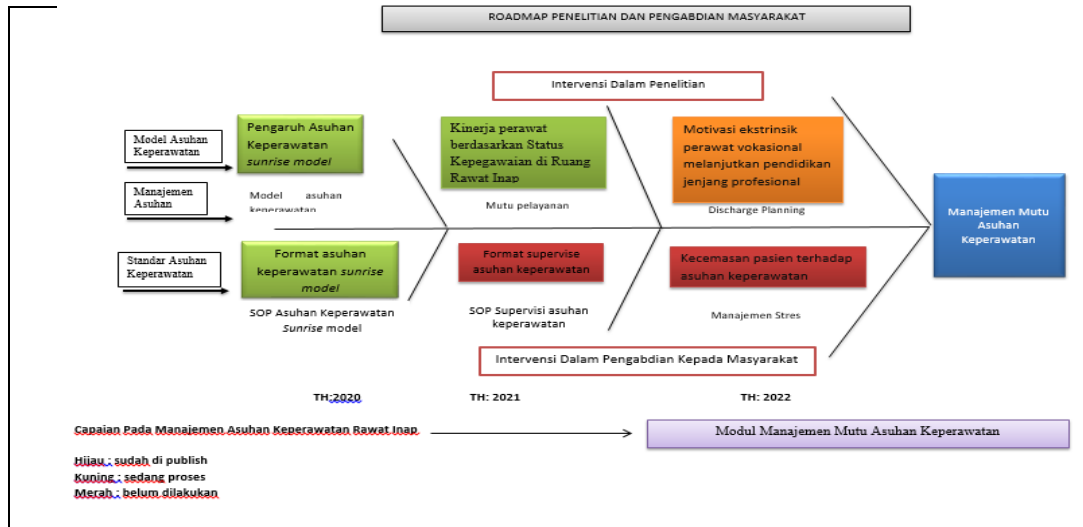 ROADMAP PENELITIAN DAN PENGABDIAN MASYARAKAT
Intervensi Dalam Penelitian
Model Asuhan
Keperawatan
Manajemen
Asuhan
Standar Asuhan
Keperawatan
Pengaruh Asuhan
Keperawatan
sunrise model
Model asuhan
keperawatan
Kinerja perawat
berdasarkan Status
Kepegawaian di Ruang
Rawat Inap
Mutu pelayanan
Motivasi ekstrinsik
perawat vokasional
melanjutkan pendidikan
jenjang profesional
Discharge Planning
Manajemen Mutu
Asuhan
Keperawatan
Format asuhan
keperawatan sunrise
model
SOP Asuhan Keperawatan
Sunrise model
Format supervise
asuhan keperawatan
SOP Supervisi asuhan
keperawatan
Kecemasan pasien terhadap
asuhan keperawatan
Manajemen Stres
Intervensi Dalam Pengabdian Kepada Masyarakat
TH:2020
TH: 2021
TH: 2022
Capaian Pada Manajemen Asuhan Keperawatan Rawat Inap
Modul Manajemen Mutu Asuhan Keperawatan
Hijau : sudah di publish
Kuning : sedang proses
Merah : belum dilakukan